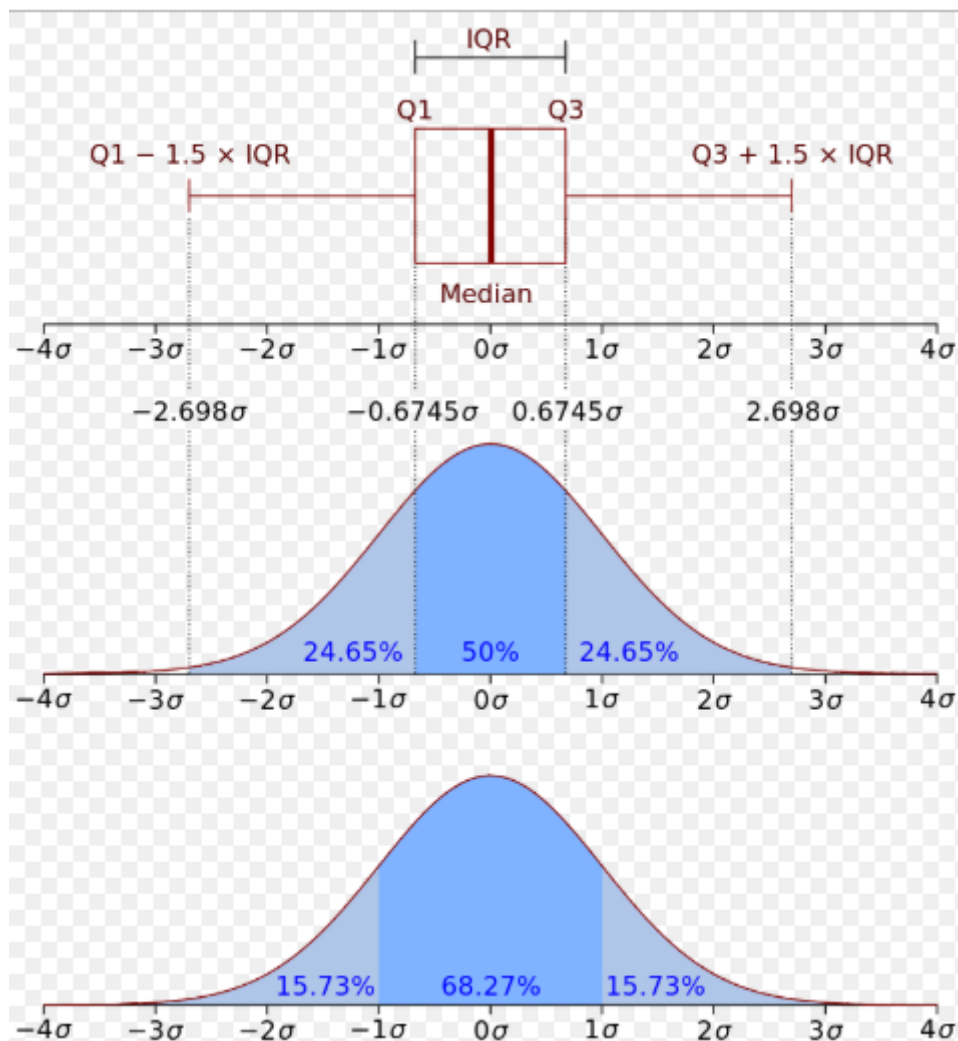 IQR
Q1 Q3
Q1 − 1.5 × IQR Q3 + 1.5 × IQR
Median
−4σ −3σ −2σ −1σ 0σ 1σ 2σ 3σ 4σ
−2.698σ −0.6745σ 0.6745σ 2.698σ
24.65% 50% 24.65%
−4σ −3σ −2σ −1σ 0σ 1σ 2σ 3σ 4σ
15.73% 68.27% 15.73%
−4σ −3σ −2σ −1σ 0σ 1σ 2σ 3σ 4σ